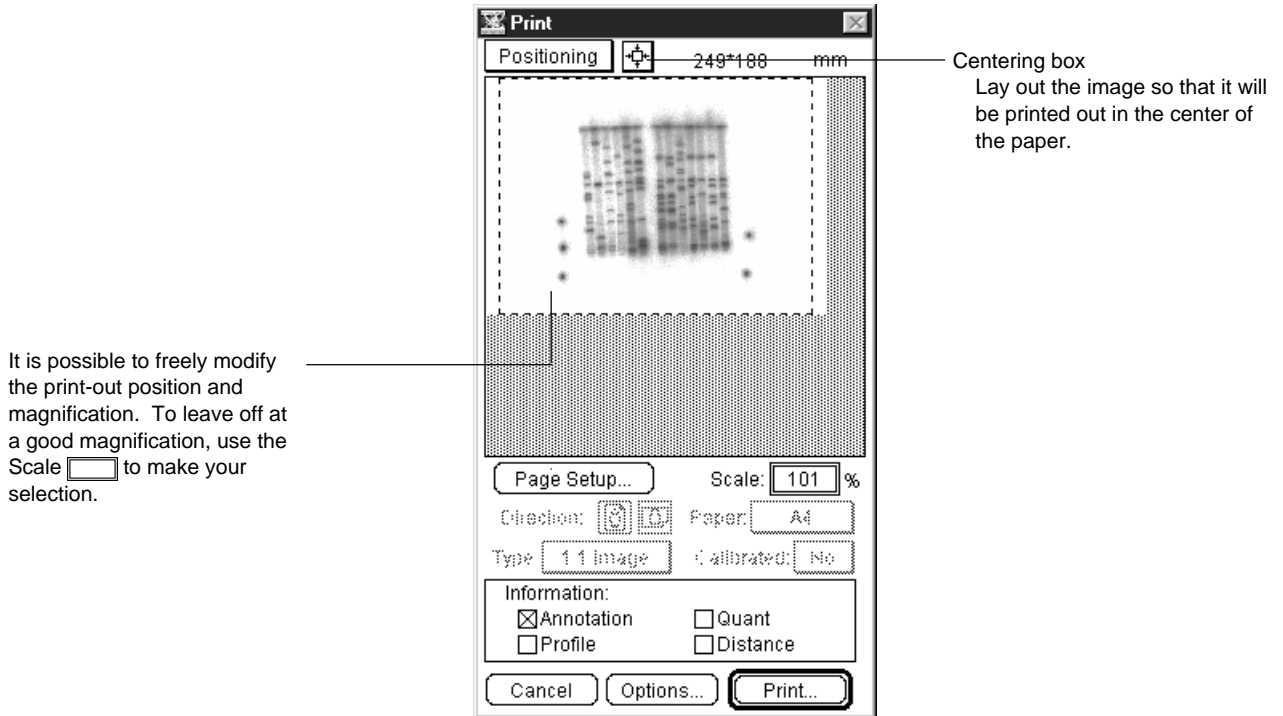 Print
Positioning 249*188 mm
Centering box
Lay out the image so that it will
be printed out in the center of
the paper.
It is possible to freely modify
the print-out position and
magnification. To leave off at
a good magnification, use the
Scale to make your
selection.
Page Setup... Scale: 101 %
Direction: Paper: A4
Type 1:1 Image Calibrated: No
Information:
Annotation Quant
Profile Distance
Cancel Options... Print...